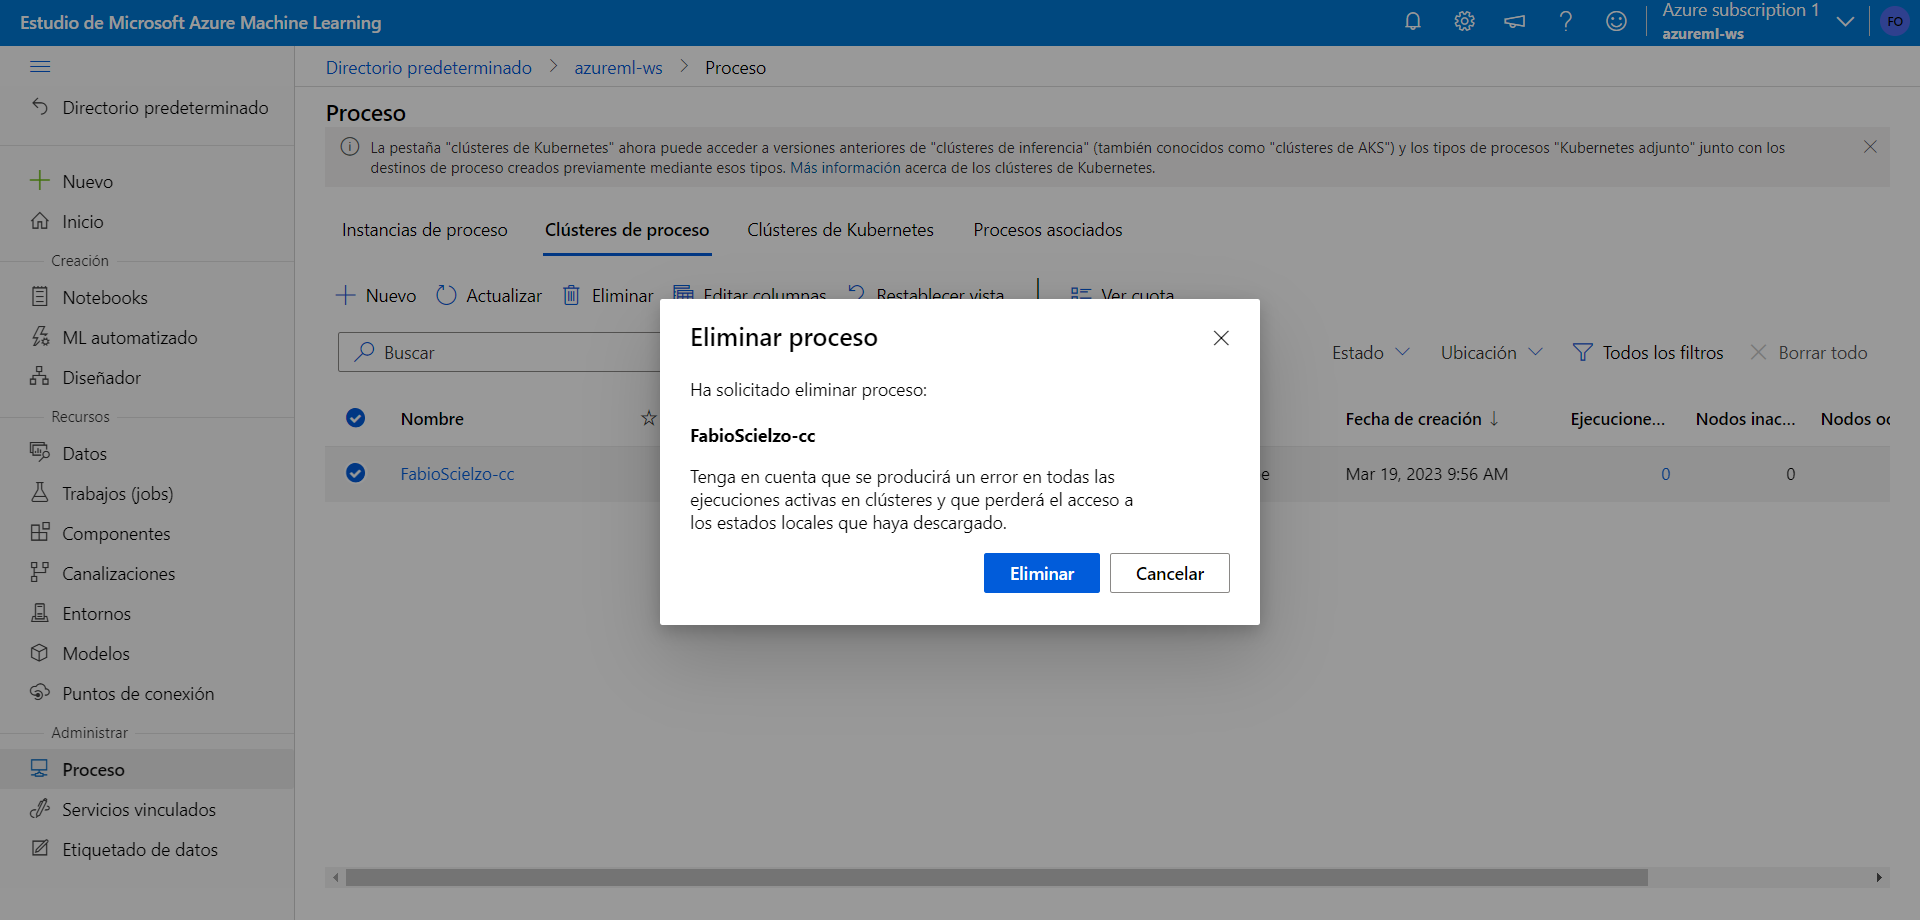 Estudio de Microsoft Azure Machine Learning
Azure subscription 1
azureml-ws
FO
Directorio predeterminado
Nuevo
Inicio
Creación
Notebooks
ML automatizado
Diseñador
Recursos
Datos
Trabajos (jobs)
Componentes
Canalizaciones
Entornos
Modelos
Puntos de conexión
Administrar
Proceso
Servicios vinculados
Etiquetado de datos
Directorio predeterminado > azureml-ws > Proceso
Proceso
La pestaña "clústeres de Kubernetes" ahora puede acceder a versiones anteriores de "clústeres de inferencia" (también conocidos como "clústeres de AKS") y los tipos de procesos "Kubernetes adjunto" junto con los
destinos de proceso creados previamente mediante esos tipos. Más información acerca de los clústeres de Kubernetes.
Instancias de proceso Clústeres de proceso Clústeres de Kubernetes Procesos asociados
Nuevo Actualizar Eliminar Editar columnas Restablecer vista Ver cuota
Buscar Estado Ubicación Todos los filtros Borrar todo
Nombre Fecha de creación Ejecucione... Nodos inac... Nodos oc
FabioScielzo-cc Mar 19, 2023 9:56 AM 0 0
Eliminar proceso
Ha solicitado eliminar proceso:
FabioScielzo-cc
Tenga en cuenta que se producirá un error en todas las
ejecuciones activas en clústeres y que perderá el acceso a
los estados locales que haya descargado.
Eliminar Cancelar